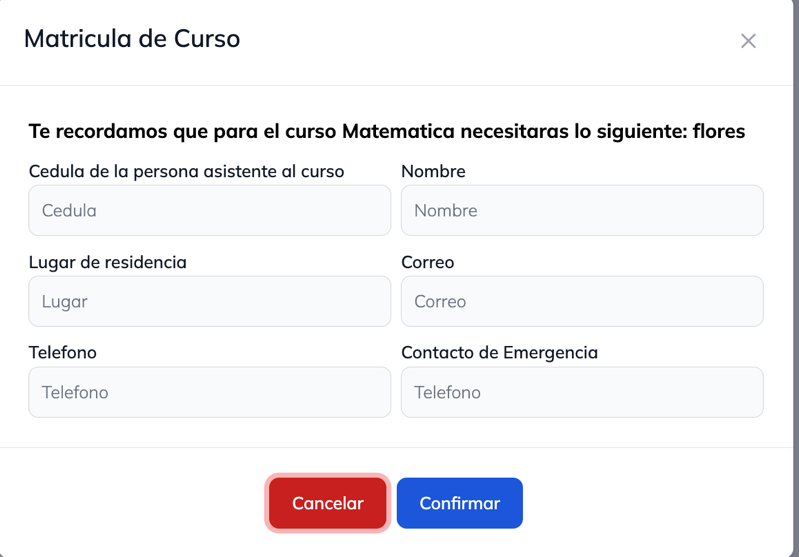 Matricula de Curso
Te recordamos que para el curso Matematica necesitaras lo siguiente: flores
Cedula de la persona asistente al curso
Nombre
Cedula
Nombre
Lugar de residencia
Correo
Lugar
Correo
Telefono
Contacto de Emergencia
Telefono
Telefono
Cancelar
Confirmar